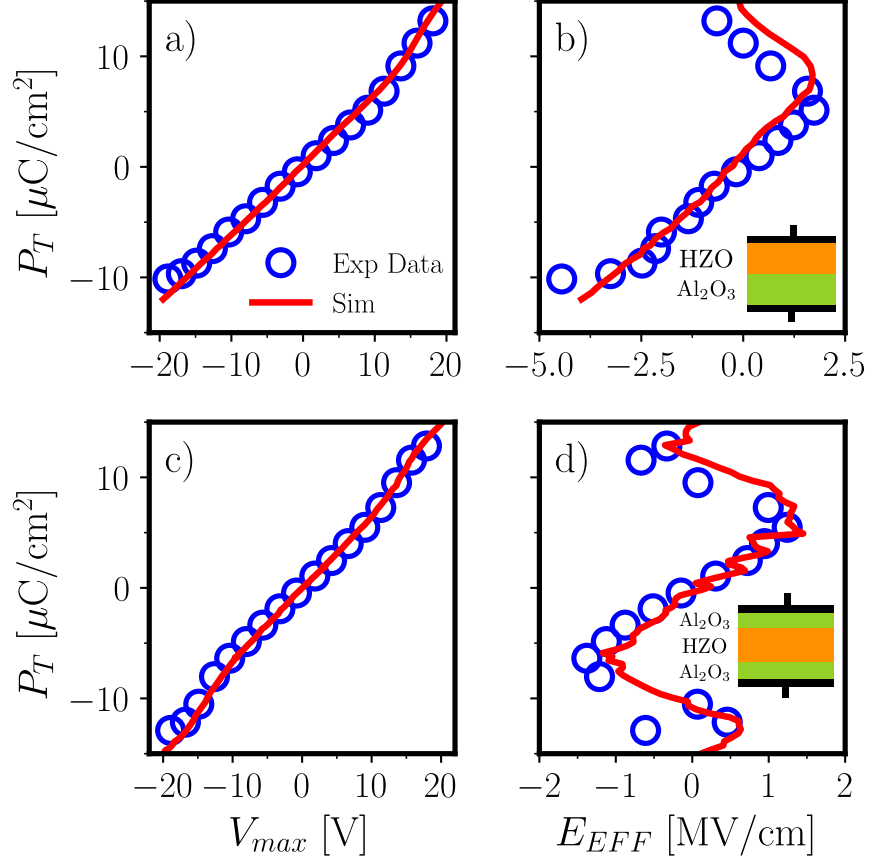 a)
P_T [μC/cm²]
10
0
−10
Exp Data
Sim
−20 −10 0 10 20
b)
HZO
Al₂O₃
−5.0 −2.5 0.0 2.5
c)
P_T [μC/cm²]
10
0
−10
−20 −10 0 10 20
V_max [V]
d)
Al₂O₃
HZO
Al₂O₃
−2 −1 0 1 2
E_EFF [MV/cm]